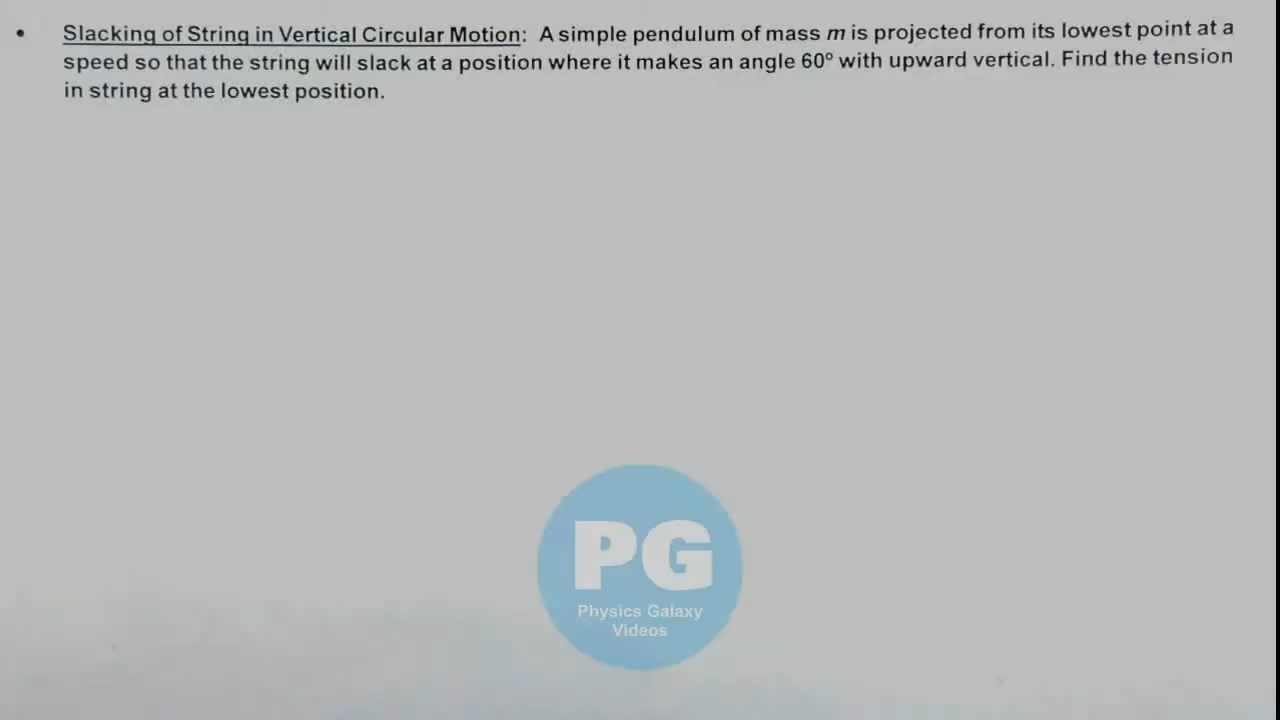 • Slacking of String in Vertical Circular Motion: A simple pendulum of mass m is projected from its lowest point at a
speed so that the string will slack at a position where it makes an angle 60º with upward vertical. Find the tension
in string at the lowest position.
PG
Physics Galaxy
Videos